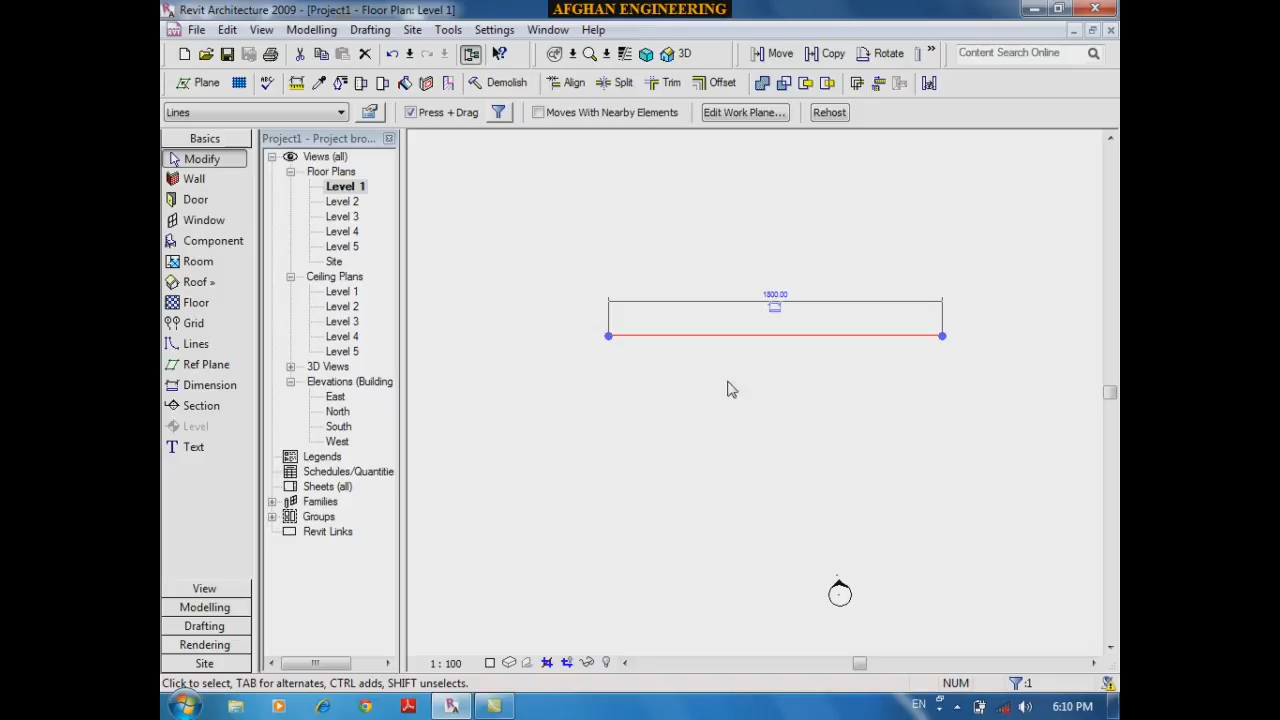 AFGHAN ENGINEERING
Revit Architecture 2009 - [Project1 - Floor Plan: Level 1]
File Edit View Modelling Drafting Site Tools Settings Window Help
3D Move Copy Rotate » Content Search Online
Plane Demolish Align Split Trim Offset
Lines Press + Drag Moves With Nearby Elements Edit Work Plane... Rehost
Basics
Modify
Wall
Door
Window
Component
Room
Roof »
Floor
Grid
Lines
Ref Plane
Dimension
Section
Level
Text
View
Modelling
Drafting
Rendering
Site
Project1 - Project bro...
Views (all)
Floor Plans
Level 1
Level 2
Level 3
Level 4
Level 5
Site
Ceiling Plans
Level 1
Level 2
Level 3
Level 4
Level 5
3D Views
Elevations (Building
East
North
South
West
Legends
Schedules/Quantitie
Sheets (all)
Families
Groups
Revit Links
1800.00
1 : 100
Click to select, TAB for alternates, CTRL adds, SHIFT unselects. NUM :1
EN 6:10 PM